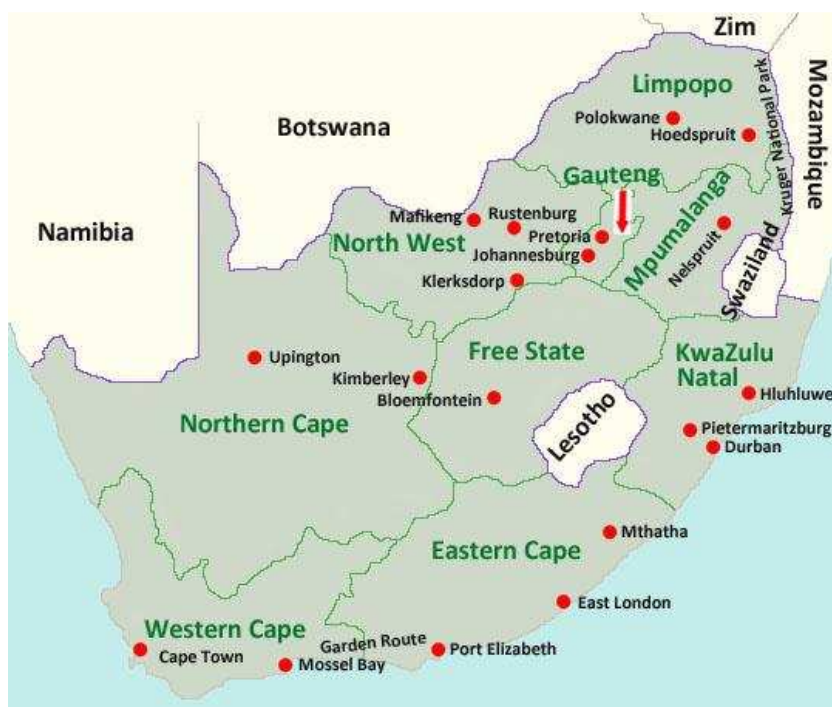 Zim
Mozambique
Limpopo
Kruger National Park
Polokwane
Hoedspruit
Botswana
Gauteng
Mpumalanga
Mafikeng
Rustenburg
Namibia
North West
Pretoria
Johannesburg
Nelspruit
Swaziland
Klerksdorp
Free State
KwaZulu
Natal
Upington
Kimberley
Bloemfontein
Hluhluwe
Northern Cape
Lesotho
Pietermaritzburg
Durban
Mthatha
Eastern Cape
East London
Western Cape
Garden Route
Cape Town
Mossel Bay
Port Elizabeth